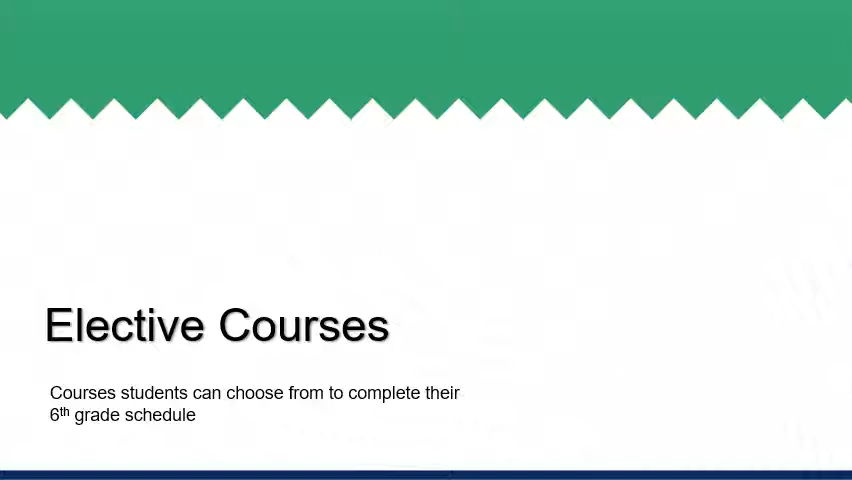 Elective Courses
Courses students can choose from to complete their
6th grade schedule